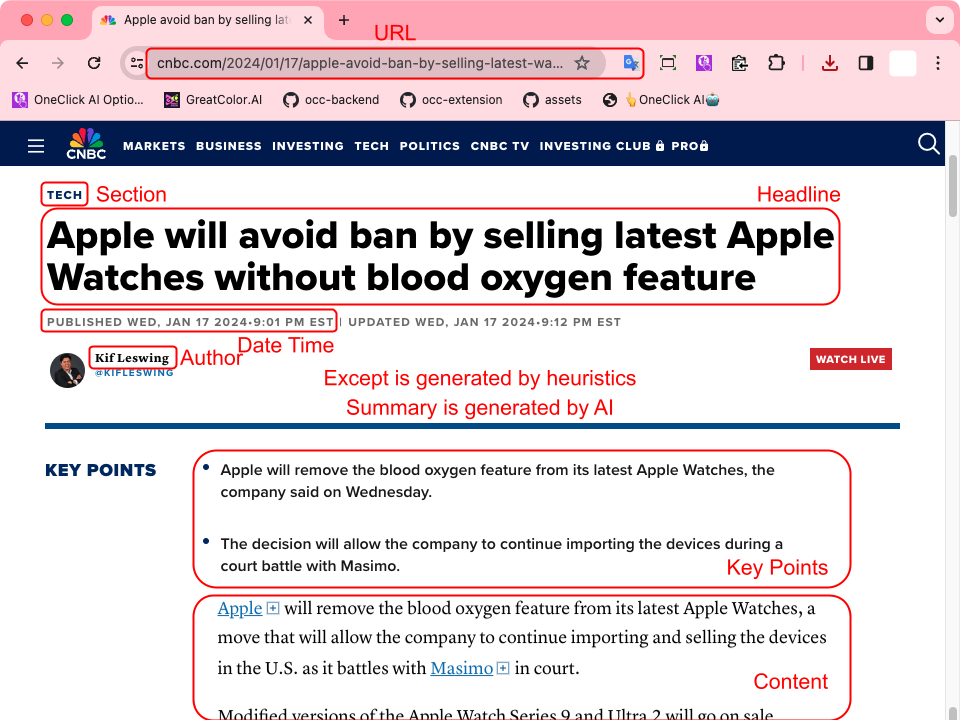 Apple avoid ban by selling late
URL
cnbc.com/2024/01/17/apple-avoid-ban-by-selling-latest-wa...
OneClick AI Optio... GreatColor.AI occ-backend occ-extension assets 👆OneClick AI🤖
CNBC MARKETS BUSINESS INVESTING TECH POLITICS CNBC TV INVESTING CLUB PRO
TECH Section Headline
Apple will avoid ban by selling latest Apple
Watches without blood oxygen feature
PUBLISHED WED, JAN 17 2024•9:01 PM EST | UPDATED WED, JAN 17 2024•9:12 PM EST
Date Time
Kif Leswing Author
@KIFLESWING
WATCH LIVE
Except is generated by heuristics
Summary is generated by AI
KEY POINTS
• Apple will remove the blood oxygen feature from its latest Apple Watches, the
company said on Wednesday.
• The decision will allow the company to continue importing the devices during a
court battle with Masimo.
Key Points
Apple will remove the blood oxygen feature from its latest Apple Watches, a
move that will allow the company to continue importing and selling the devices
in the U.S. as it battles with Masimo in court.
Content
Modified versions of the Apple Watch Series 9 and Ultra 2 will go on sale